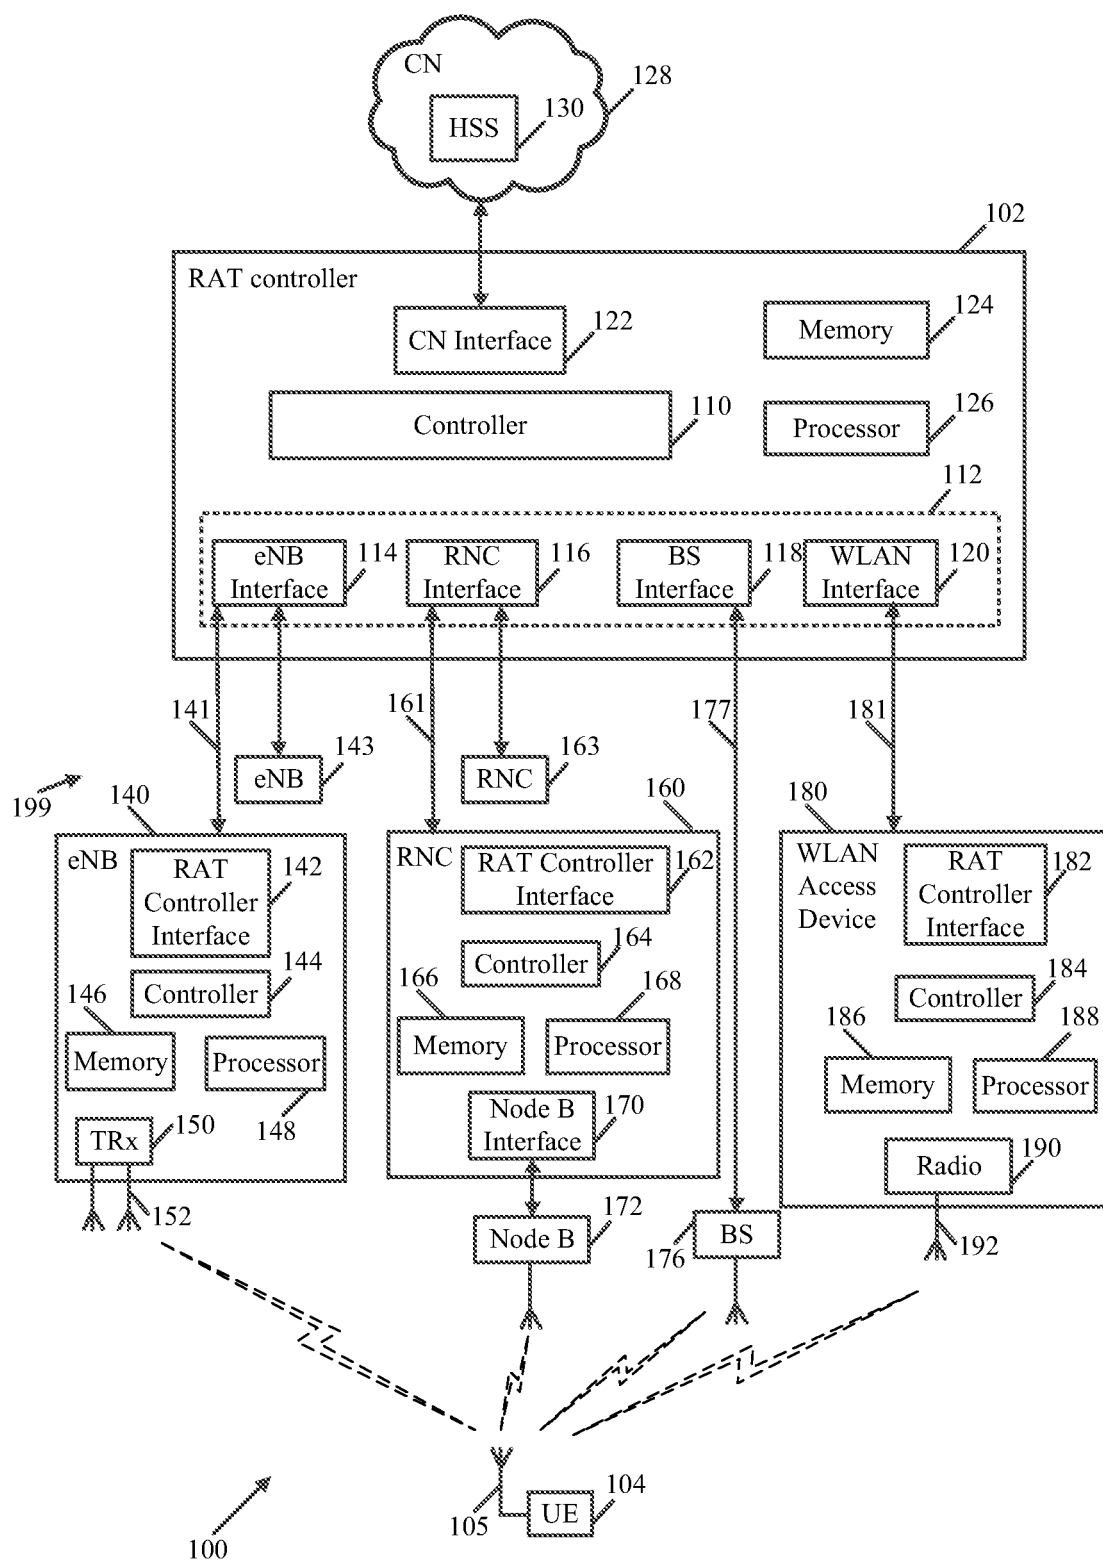 CN
128
130
HSS
102
RAT controller
124
122
CN Interface
Memory
110
126
Controller
Processor
112
eNB
Interface
114
RNC
Interface
116
BS
Interface
118
WLAN
Interface
120
141
161
177
181
143
163
eNB
RNC
199
140
160
180
eNB
RAT
Controller
Interface
142
RNC
RAT Controller
Interface
162
WLAN
Access
Device
RAT
Controller
Interface
182
144
Controller
164
Controller
184
Controller
146
Memory
Processor
148
166
168
Memory
Processor
186
188
Memory
Processor
150
TRx
152
Node B
Interface
170
190
Radio
192
172
Node B
176
BS
105
104
UE
100